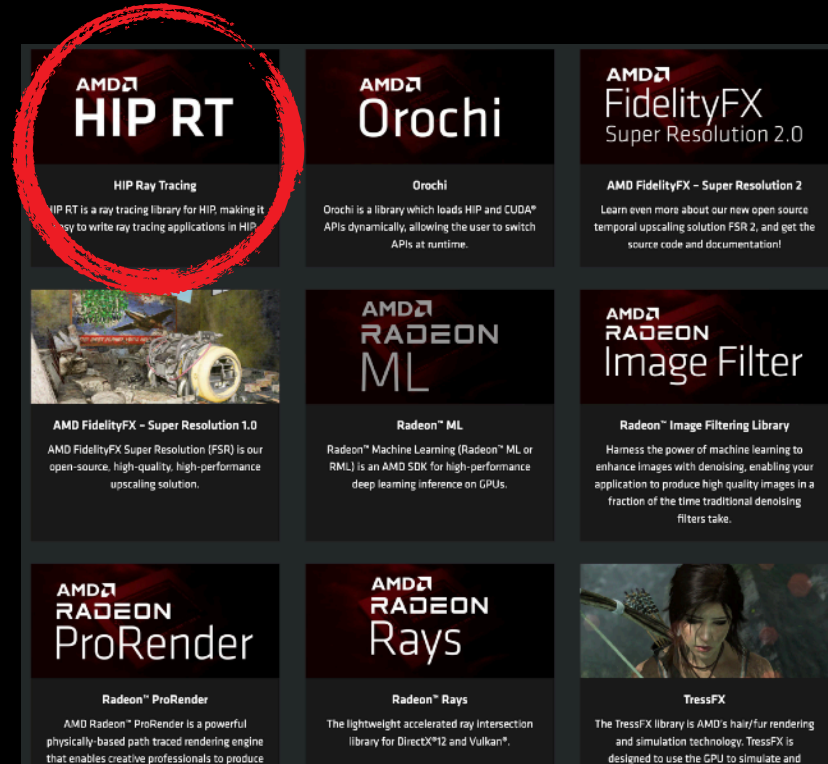 AMD
HIP RT
HIP Ray Tracing
HIP RT is a ray tracing library for HIP, making it
easy to write ray tracing applications in HIP.
AMD
Orochi
Orochi
Orochi is a library which loads HIP and CUDA®
APIs dynamically, allowing the user to switch
APIs at runtime.
AMD
FidelityFX
Super Resolution 2.0
AMD FidelityFX – Super Resolution 2
Learn even more about our new open source
temporal upscaling solution FSR 2, and get the
source code and documentation!
AMD FidelityFX – Super Resolution 1.0
AMD FidelityFX Super Resolution (FSR) is our
open-source, high-quality, high-performance
upscaling solution.
AMD
RADEON
ML
Radeon™ ML
Radeon™ Machine Learning (Radeon™ ML or
RML) is an AMD SDK for high-performance
deep learning inference on GPUs.
AMD
RADEON
Image Filter
Radeon™ Image Filtering Library
Harness the power of machine learning to
enhance images with denoising, enabling your
application to produce high quality images in a
fraction of the time traditional denoising
filters take.
AMD
RADEON
ProRender
Radeon™ ProRender
AMD Radeon™ ProRender is a powerful
physically-based path traced rendering engine
that enables creative professionals to produce
AMD
RADEON
Rays
Radeon™ Rays
The lightweight accelerated ray intersection
library for DirectX®12 and Vulkan®.
TressFX
The TressFX library is AMD's hair/fur rendering
and simulation technology. TressFX is
designed to use the GPU to simulate and